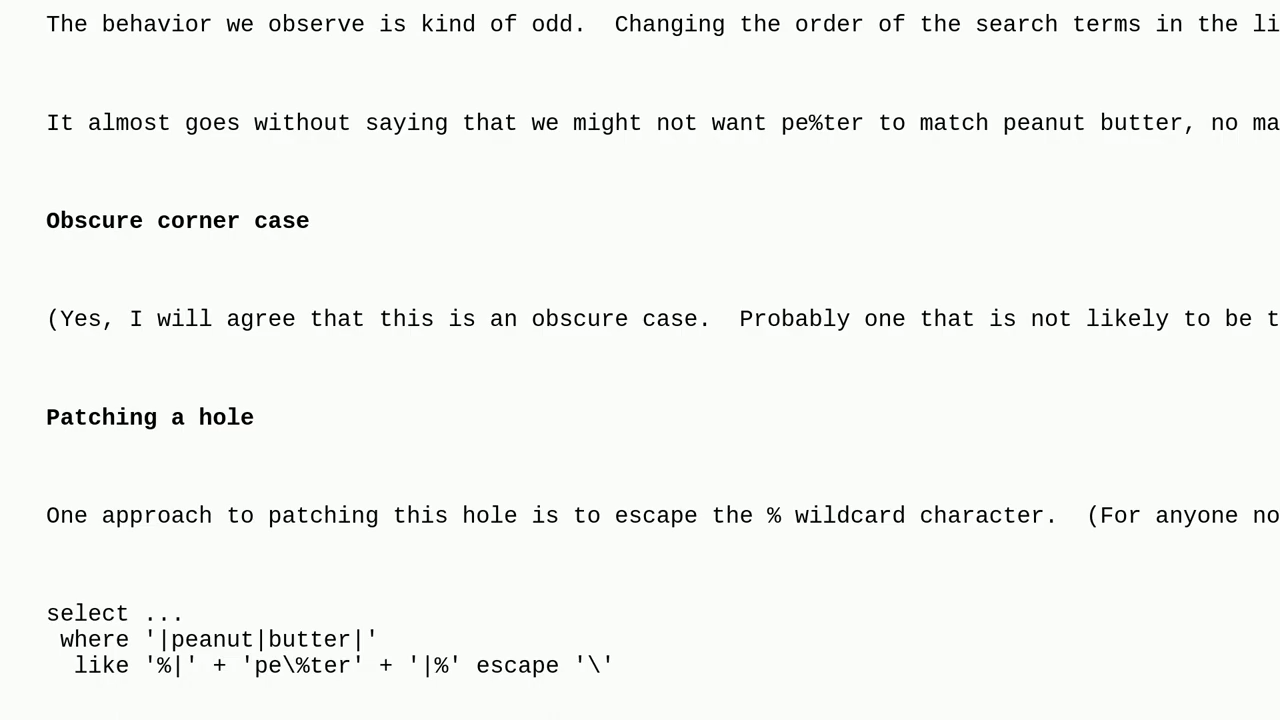 The behavior we observe is kind of odd.  Changing the order of the search terms in the li
It almost goes without saying that we might not want pe%ter to match peanut butter, no ma
Obscure corner case
(Yes, I will agree that this is an obscure case.  Probably one that is not likely to be t
Patching a hole
One approach to patching this hole is to escape the % wildcard character.  (For anyone no
select ...
 where '|peanut|butter|'
  like '%|' + 'pe\%ter' + '|%' escape '\'